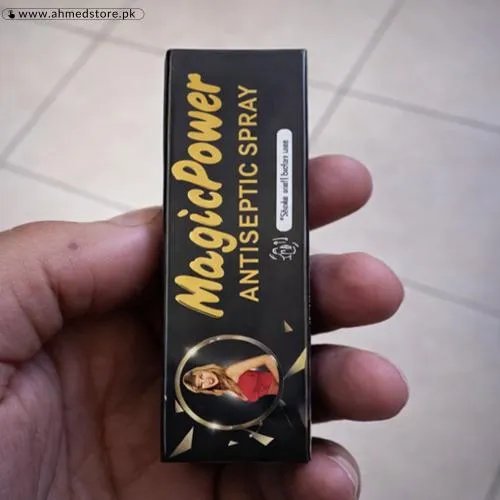 www.ahmedstore.pk
MagicPower
ANTISEPTIC SPRAY
*Shake well before use